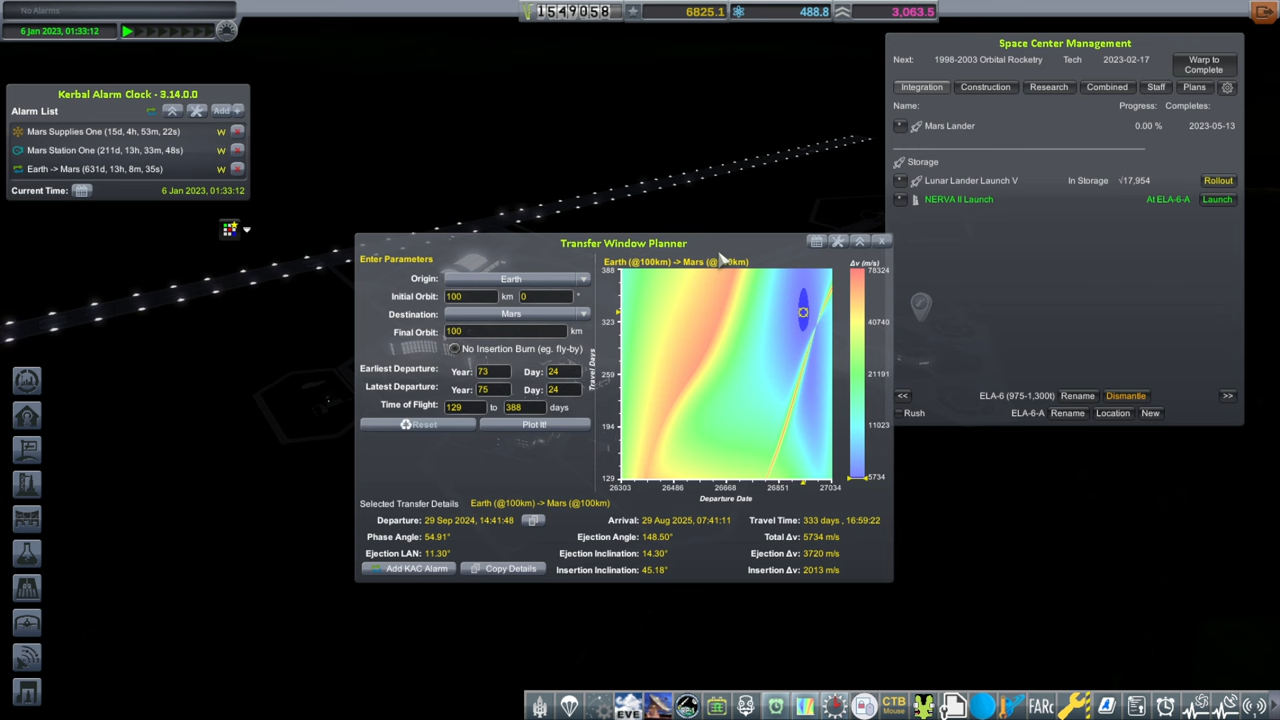 No Alarms
6 Jan 2023, 01:33:12
1549058
6825.1
488.8
3,063.5
Kerbal Alarm Clock - 3.14.0.0
Alarm List
Add +
Mars Supplies One (15d, 4h, 53m, 22s) W
Mars Station One (211d, 13h, 33m, 48s) W
Earth -> Mars (631d, 13h, 8m, 35s) W
Current Time: 6 Jan 2023, 01:33:12
Space Center Management
Next: 1998-2003 Orbital Rocketry Tech 2023-02-17 Warp to Complete
Integration Construction Research Combined Staff Plans
Name: Progress: Completes:
* Mars Lander 0.00 % 2023-05-13
Storage
* Lunar Lander Launch V In Storage √17,954 Rollout
* NERVA II Launch At ELA-6-A Launch
<< ELA-6 (975-1,300t) Rename Dismantle >>
Rush ELA-6-A Rename Location New
Transfer Window Planner
Enter Parameters
Origin: Earth
Initial Orbit: 100 km 0 °
Destination: Mars
Final Orbit: 100 km
No Insertion Burn (eg. fly-by)
Earliest Departure: Year: 73 Day: 24
Latest Departure: Year: 75 Day: 24
Time of Flight: 129 to 388 days
Reset Plot It!
Earth (@100km) -> Mars (@ km)
Δv (m/s)
Travel Days
388
323
259
194
129
26303 26486 26668 26851 27034
Departure Date
78324
40740
21191
11023
5734
Selected Transfer Details Earth (@100km) -> Mars (@100km)
Departure: 29 Sep 2024, 14:41:48 Arrival: 29 Aug 2025, 07:41:11 Travel Time: 333 days , 16:59:22
Phase Angle: 54.91° Ejection Angle: 148.50° Total Δv: 5734 m/s
Ejection LAN: 11.30° Ejection Inclination: 14.30° Ejection Δv: 3720 m/s
Add KAC Alarm Copy Details Insertion Inclination: 45.18° Insertion Δv: 2013 m/s
EVE
CTB
Mouse
FAR